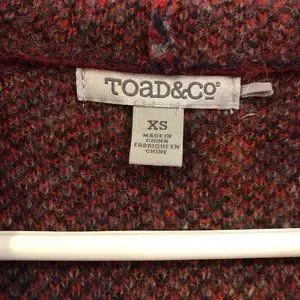 TOAD&CO®
XS
MADE IN
CHINA
FABRIQUE EN
CHINE